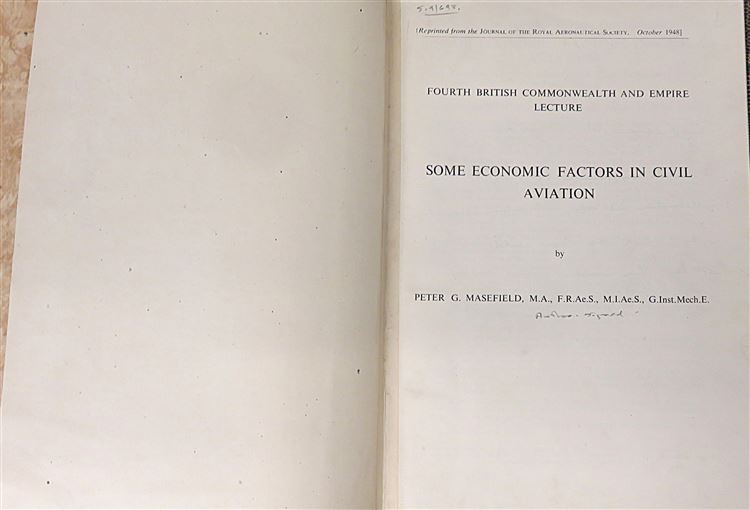 [Reprinted from the JOURNAL OF THE ROYAL AERONAUTICAL SOCIETY, October 1948]
FOURTH BRITISH COMMONWEALTH AND EMPIRE
LECTURE
SOME ECONOMIC FACTORS IN CIVIL
AVIATION
by
PETER G. MASEFIELD, M.A., F.R.Ae.S., M.I.Ae.S., G.Inst.Mech.E.